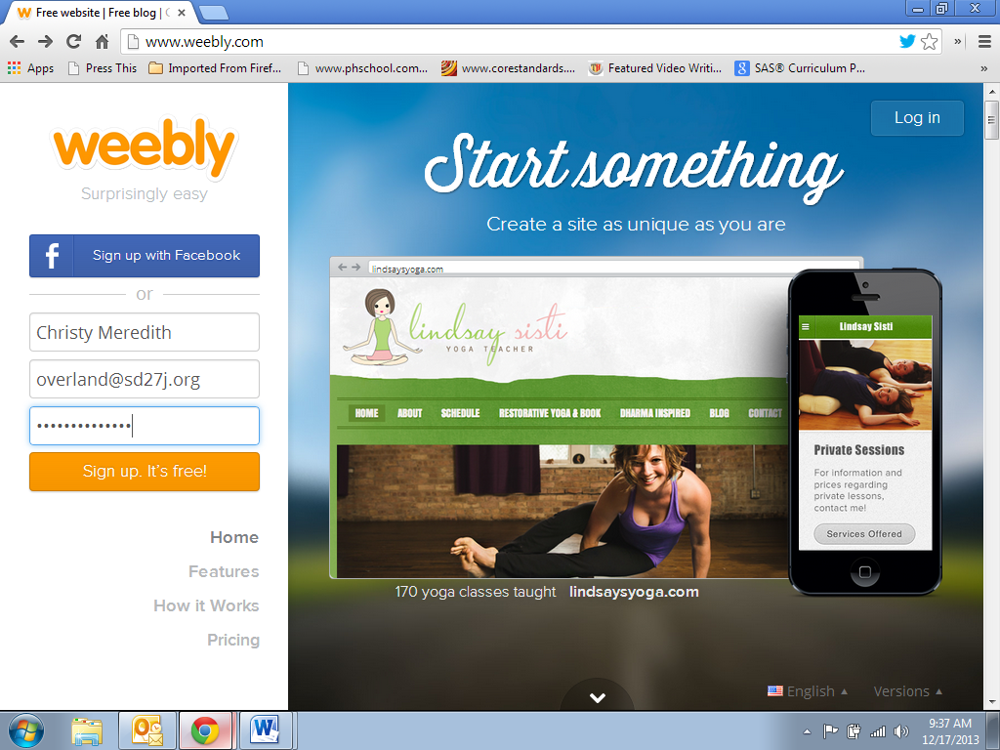 Free website | Free blog |
www.weebly.com
Apps
Press This
Imported From Firef...
www.phschool.com...
www.corestandards....
Featured Video Writi...
SAS® Curriculum P...
weebly
Surprisingly easy
Sign up with Facebook
or
Christy Meredith
overland@sd27j.org
••••••••••••••
Sign up. It's free!
Home
Features
How it Works
Pricing
Log in
Start something
Create a site as unique as you are
lindsaysyoga.com
lindsay sisti
YOGA TEACHER
HOME ABOUT SCHEDULE RESTORATIVE YOGA & BOOK DHARMA INSPIRED BLOG CONTACT
Lindsay Sisti
Private Sessions
For information and
prices regarding
private lessons,
contact me!
Services Offered
170 yoga classes taught lindsaysyoga.com
English
Versions
9:37 AM
12/17/2013